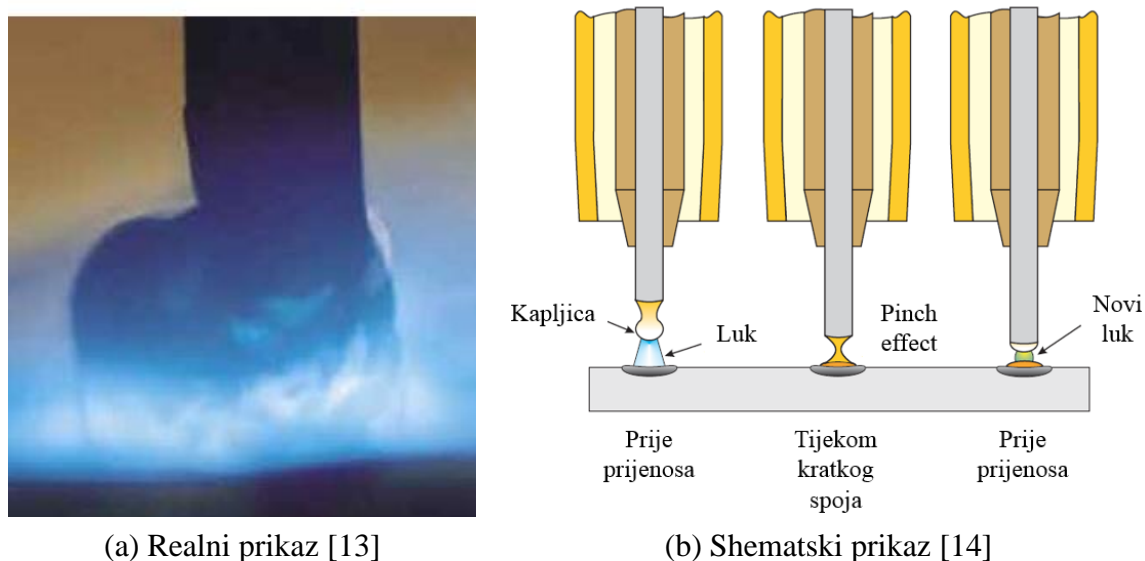 Kapljica
Luk
Pinch
effect
Novi
luk
Prije
prijenosa
Tijekom
kratkog
spoja
Prije
prijenosa
(a) Realni prikaz [13]
(b) Shematski prikaz [14]